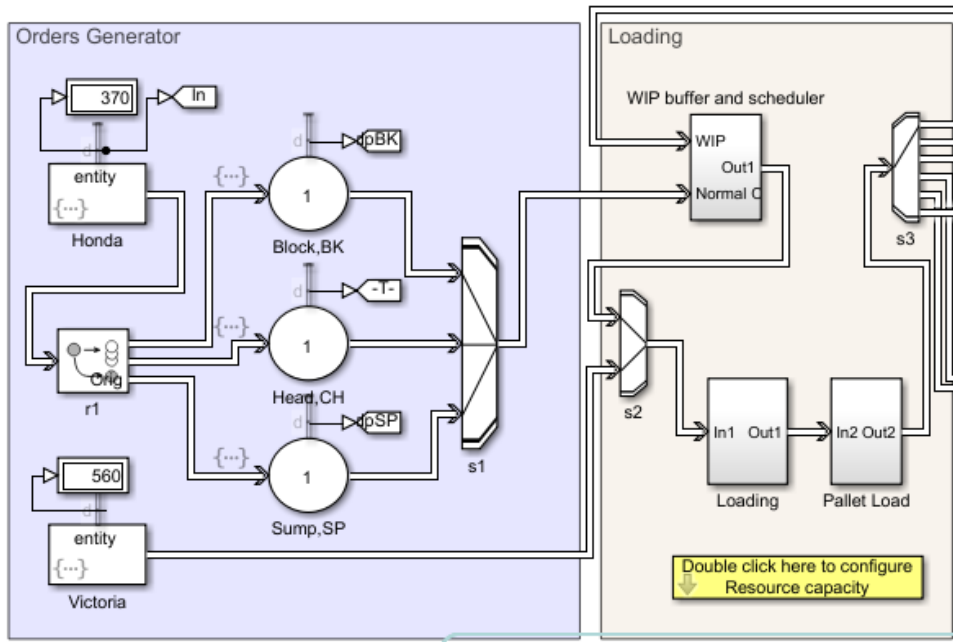 Orders Generator
Loading
370
In
WIP buffer and scheduler
d
d
pBK
WIP
entity
{...}
1
Out1
{...}
Normal C
Honda
Block,BK
s3
d
-T-
{...}
1
s2
Orig
r1
Head,CH
d
pSP
In1 Out1
In2 Out2
{...}
s1
560
1
Loading
Pallet Load
d
Sump,SP
entity
{...}
Double click here to configure
Resource capacity
Victoria